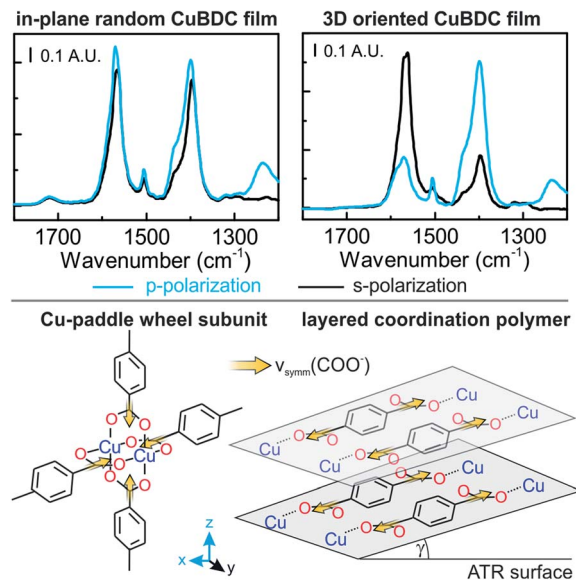 in-plane random CuBDC film
3D oriented CuBDC film
0.1 A.U.
0.1 A.U.
1700 1500 1300
1700 1500 1300
Wavenumber (cm⁻¹)
Wavenumber (cm⁻¹)
p-polarization s-polarization
Cu-paddle wheel subunit
layered coordination polymer
ν_symm(COO⁻)
O O
O O
Cu O
O Cu
O O
O O
z
x
y
Cu
O
O
O
O
Cu
Cu
O
O
O
O
Cu
Cu
O
O
O
O
Cu
Cu
O
O
O
O
Cu
γ
ATR surface